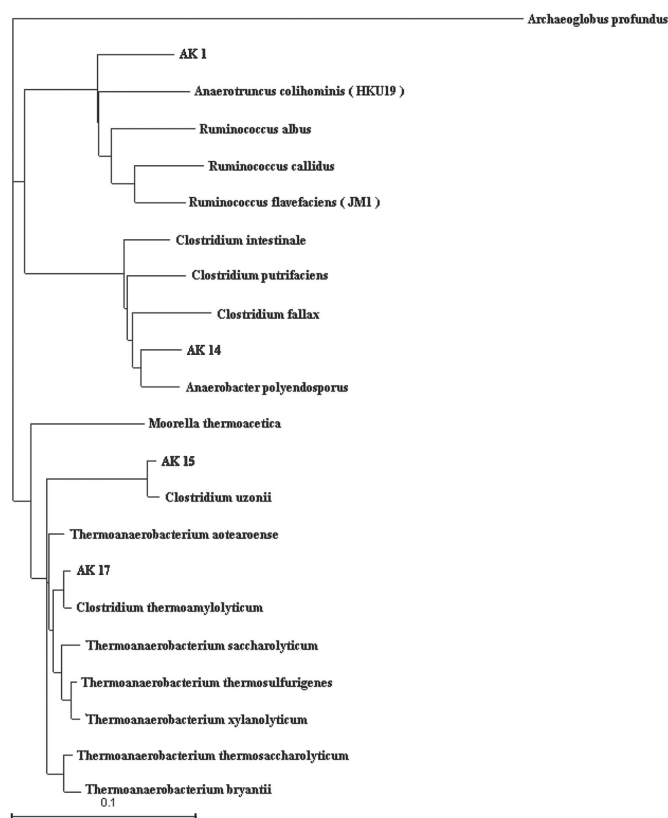 Archaeoglobus profundus
AK 1
Anaerotruncus colihominis ( HKU19 )
Ruminococcus albus
Ruminococcus callidus
Ruminococcus flavefaciens ( JM1 )
Clostridium intestinale
Clostridium putrifaciens
Clostridium fallax
AK 14
Anaerobacter polyendosporus
Moorella thermoacetica
AK 15
Clostridium uzonii
Thermoanaerobacterium aotearoense
AK 17
Clostridium thermoamylolyticum
Thermoanaerobacterium saccharolyticum
Thermoanaerobacterium thermosulfurigenes
Thermoanaerobacterium xylanolyticum
Thermoanaerobacterium thermosaccharolyticum
Thermoanaerobacterium bryantii
0.1